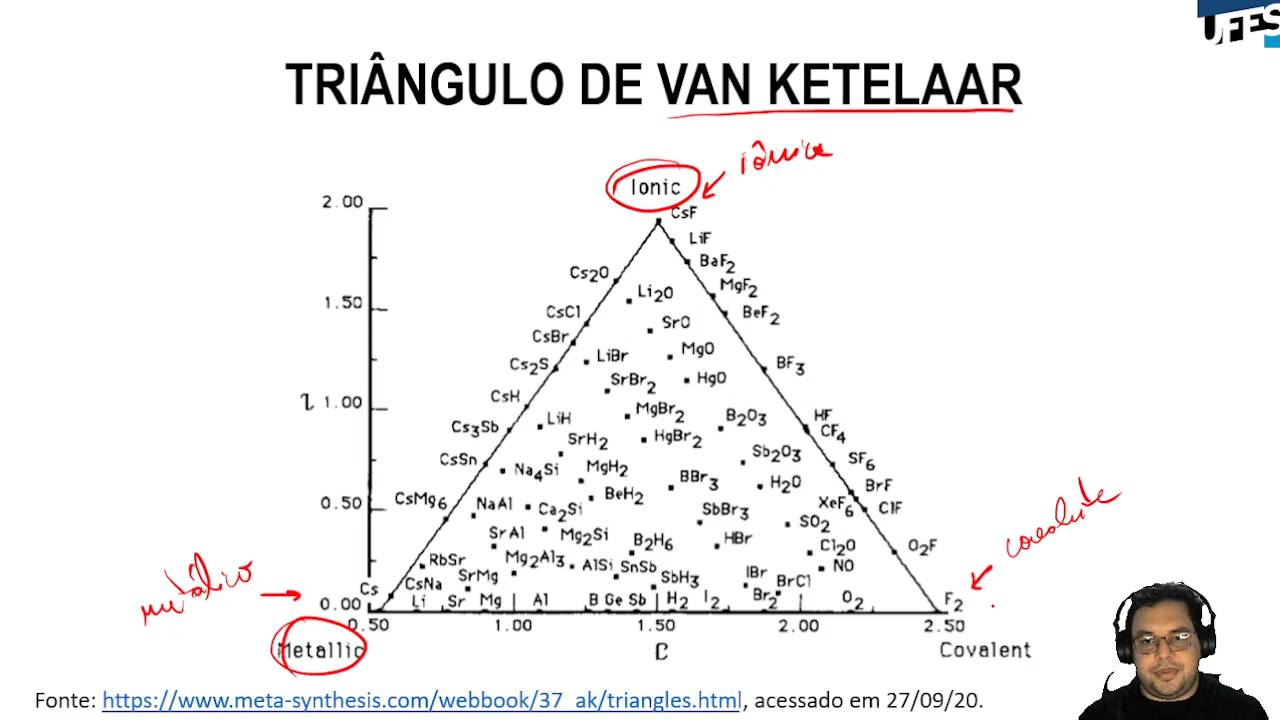 UFES
TRIÂNGULO DE VAN KETELAAR
iônica
Ionic
2.00
CsF
LiF
Cs₂O
BaF₂
Li₂O
MgF₂
1.50
CsCl
SrO
BeF₂
CsBr
LiBr
MgO
BF₃
Cs₂S
SrBr₂
HgO
CsH
ι 1.00
LiH
MgBr₂
B₂O₃
HF
CF₄
Cs₃Sb
SrH₂
HgBr₂
Sb₂O₃
SF₆
CsSn
Na₄Si
MgH₂
BBr₃
H₂O
BrF
CsMg₆
NaAl
Ca₂Si
BeH₂
SbBr₃
XeF₆
ClF
0.50
SrAl
Mg₂Si
B₂H₆
HBr
SO₂
Cl₂O
O₂F
covalente
metálico
RbSr
Mg₂Al₃
AlSi
SnSb
SbH₃
IBr
BrCl
NO
Cs
CsNa
SrMg
0.00
Li Sr Mg Al B Ge Sb H₂ I₂ Br₂ O₂ F₂
0.50 1.00 1.50 2.00 2.50
Metallic C Covalent
Fonte: https://www.meta-synthesis.com/webbook/37_ak/triangles.html, acessado em 27/09/20.